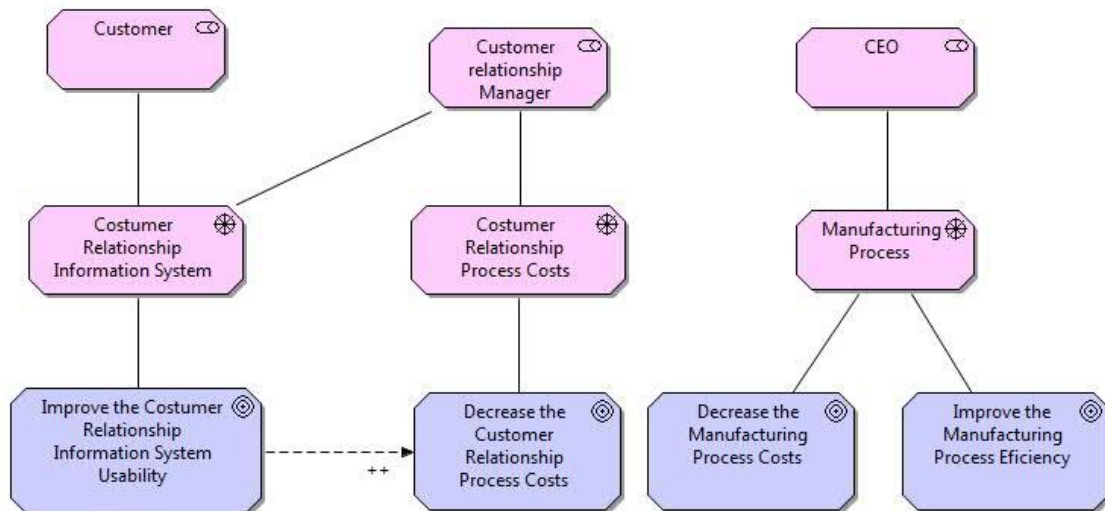 Customer
Customer
relationship
Manager
CEO
Costumer
Relationship
Information System
Costumer
Relationship
Process Costs
Manufacturing
Process
Improve the Costumer
Relationship
Information System
Usability
++
Decrease the
Customer
Relationship
Process Costs
Decrease the
Manufacturing
Process Costs
Improve the
Manufacturing
Process Eficiency